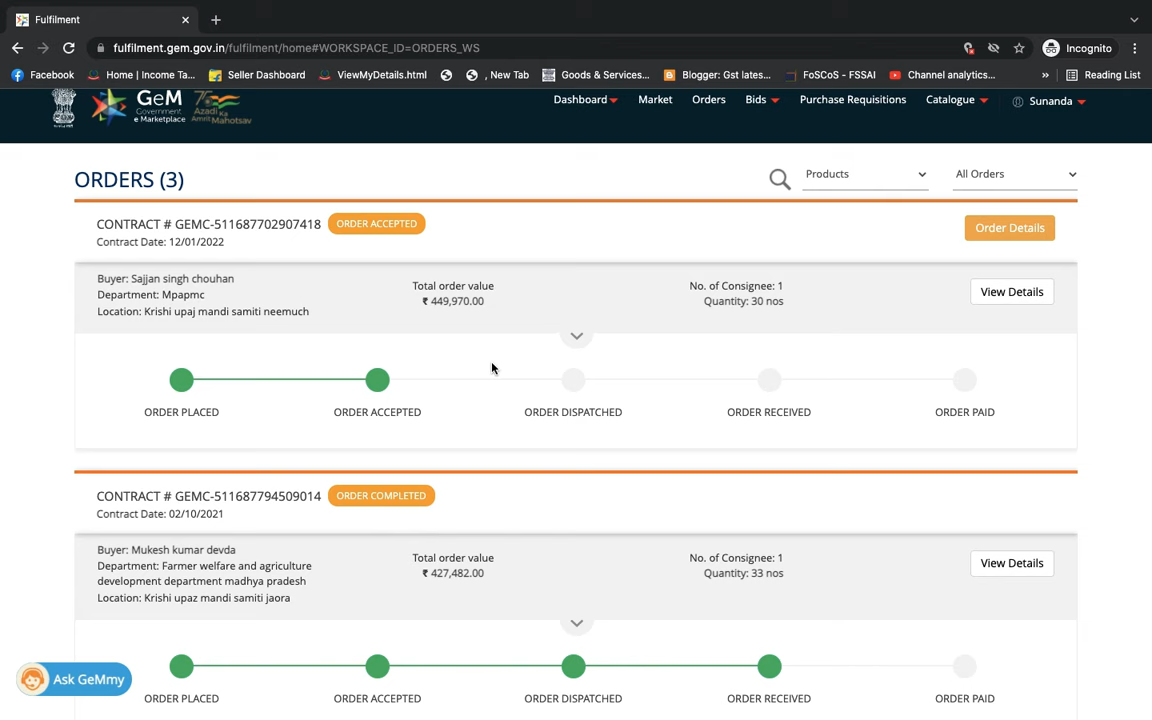 Fulfilment
fulfilment.gem.gov.in/fulfilment/home#WORKSPACE_ID=ORDERS_WS
Incognito
Facebook
Home | Income Ta...
Seller Dashboard
ViewMyDetails.html
, New Tab
Goods & Services...
Blogger: Gst lates...
FoSCoS - FSSAI
Channel analytics...
»
Reading List
GeM
Government
e Marketplace
Azadi Ka
Amrit Mahotsav
Dashboard
Market
Orders
Bids
Purchase Requisitions
Catalogue
Sunanda
ORDERS (3)
Products
All Orders
CONTRACT # GEMC-511687702907418
ORDER ACCEPTED
Contract Date: 12/01/2022
Order Details
Buyer: Sajjan singh chouhan
Department: Mpapmc
Location: Krishi upaj mandi samiti neemuch
Total order value
₹ 449,970.00
No. of Consignee: 1
Quantity: 30 nos
View Details
ORDER PLACED
ORDER ACCEPTED
ORDER DISPATCHED
ORDER RECEIVED
ORDER PAID
CONTRACT # GEMC-511687794509014
ORDER COMPLETED
Contract Date: 02/10/2021
Buyer: Mukesh kumar devda
Department: Farmer welfare and agriculture
development department madhya pradesh
Location: Krishi upaz mandi samiti jaora
Total order value
₹ 427,482.00
No. of Consignee: 1
Quantity: 33 nos
View Details
ORDER PLACED
ORDER ACCEPTED
ORDER DISPATCHED
ORDER RECEIVED
ORDER PAID
Ask GeMmy